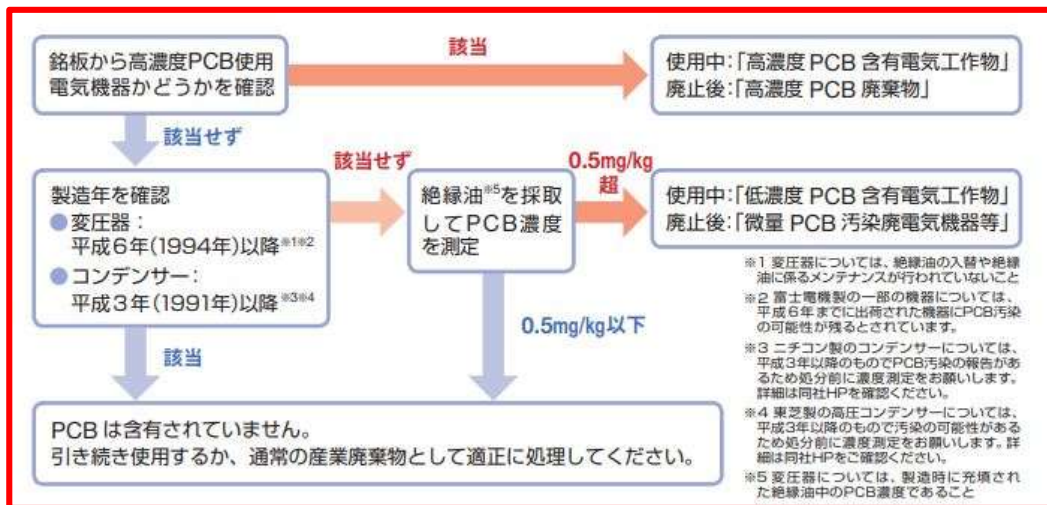 銘板から高濃度PCB使用
電気機器かどうかを確認
該当
使用中:「高濃度 PCB 含有電気工作物」
廃止後:「高濃度 PCB 廃棄物」
該当せず
製造年を確認
●変圧器:
平成6年(1994年)以降※1※2
●コンデンサー:
平成3年(1991年)以降※3※4
該当せず
絶縁油※5を採取
してPCB濃度
を測定
0.5mg/kg
超
使用中:「低濃度 PCB 含有電気工作物」
廃止後:「微量 PCB 汚染廃電気機器等」
該当
0.5mg/kg以下
PCB は含有されていません。
引き続き使用するか、通常の産業廃棄物として適正に処理してください。
※1 変圧器については、絶縁油の入替や絶縁
油に係るメンテナンスが行われていないこと
※2 富士電機製の一部の機器については、
平成6年までに出荷された機器にPCB汚染
の可能性が残るとされています。
※3 ニチコン製のコンデンサーについては、
平成3年以降のものでPCB汚染の報告があ
るため処分前に濃度測定をお願いします。
詳細は同社HPを確認ください。
※4 東芝製の高圧コンデンサーについては、
平成3年以降のもので汚染の可能性がある
ため処分前に濃度測定をお願いします。詳
細は同社HPをご確認ください。
※5 変圧器については、製造時に充填され
た絶縁油中のPCB濃度であること